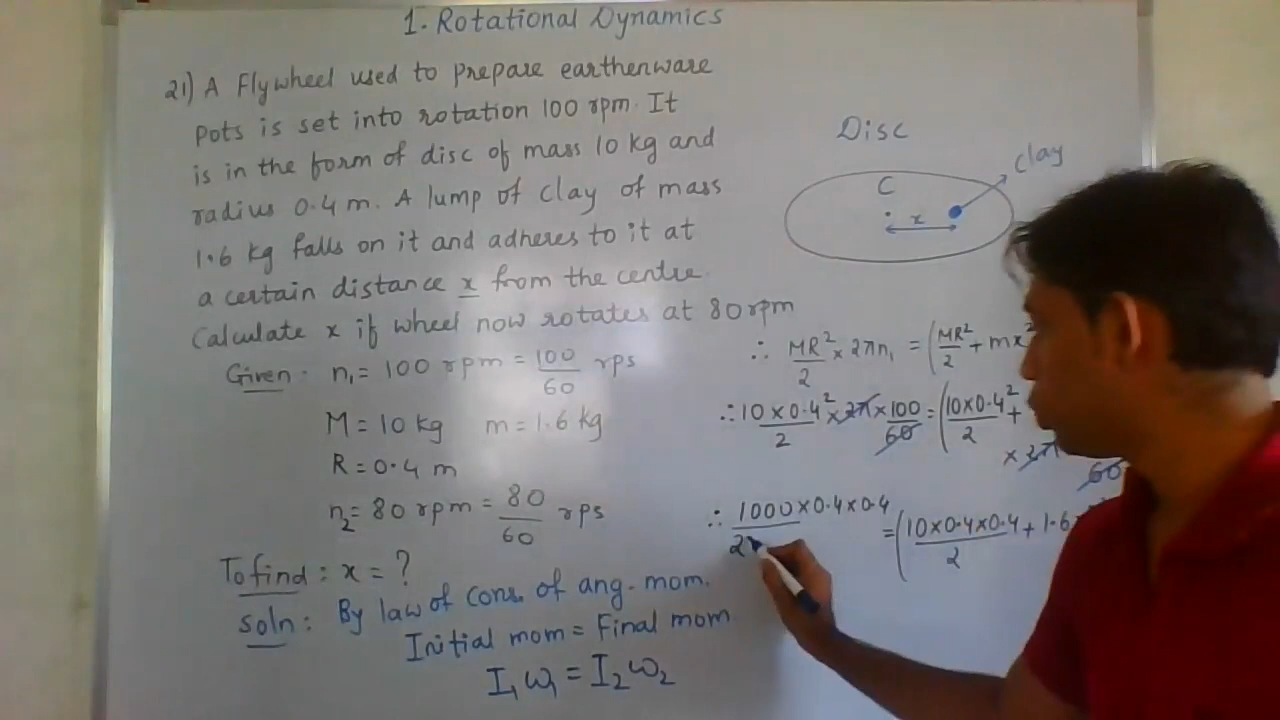 1. Rotational Dynamics
21) A Flywheel used to prepare earthenware
pots is set into rotation 100 rpm. It
is in the form of disc of mass 10 kg and
radius 0.4 m. A lump of clay of mass
1.6 kg falls on it and adheres to it at
a certain distance x from the centre.
Calculate x if wheel now rotates at 80 rpm
Given: n₁ = 100 rpm = 100/60 rps
M = 10 kg m = 1.6 kg
R = 0.4 m
n₂ = 80 rpm = 80/60 rps
To find: x = ?
Soln: By law of cons. of ang. mom.
Initial mom = Final mom
I₁ω₁ = I₂ω₂
Disc
clay
C
x
∴ MR²/2 × 2πn₁ = (MR²/2 + mx²
∴ 10×0.4²/2 × 2π × 100/60 = (10×0.4²/2 +
× 2π
60
∴ 1000×0.4×0.4/2
= (10×0.4×0.4/2 + 1.6